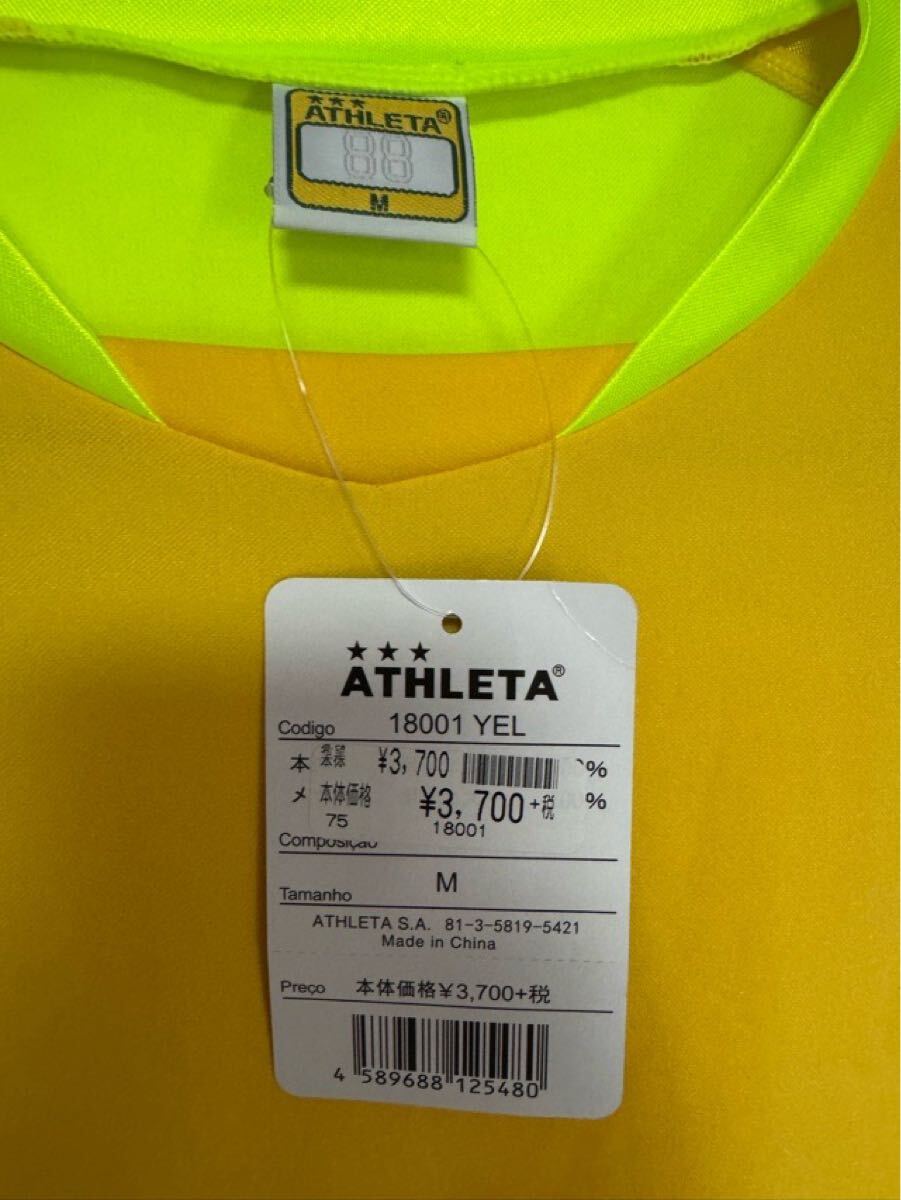 ★★★
ATHLETA®
88
M
★★★
ATHLETA®
Codigo 18001 YEL
本 ¥3,700 %
メ 本体価格 ¥3,700+税 %
75 18001
Composição
Tamanho M
ATHLETA S.A. 81-3-5819-5421
Made in China
Preço 本体価格¥3,700+税
4 589688 125480